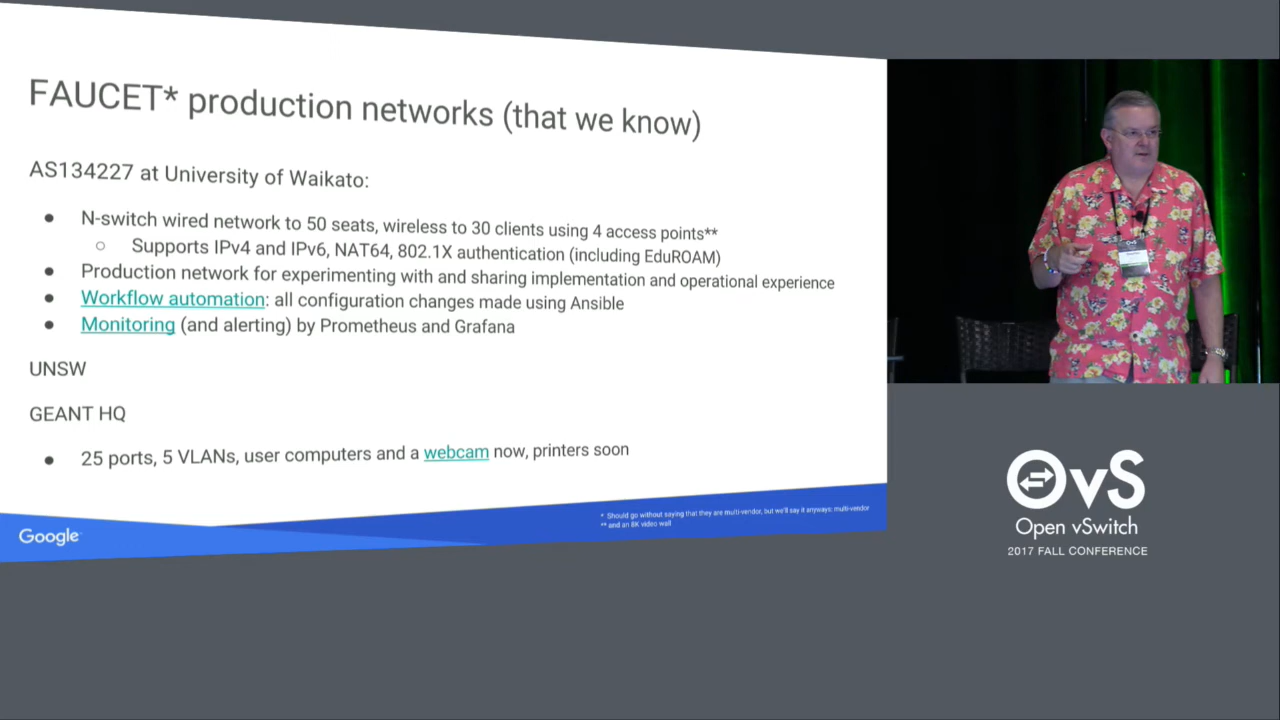 FAUCET* production networks (that we know)
AS134227 at University of Waikato:
● N-switch wired network to 50 seats, wireless to 30 clients using 4 access points**
○ Supports IPv4 and IPv6, NAT64, 802.1X authentication (including EduROAM)
● Production network for experimenting with and sharing implementation and operational experience
● Workflow automation: all configuration changes made using Ansible
● Monitoring (and alerting) by Prometheus and Grafana
UNSW
GEANT HQ
● 25 ports, 5 VLANs, user computers and a webcam now, printers soon
* Should go without saying that they are multi-vendor, but we'll say it anyways: multi-vendor
** and an 8K video wall
Google
OvS
Open vSwitch
2017 FALL CONFERENCE